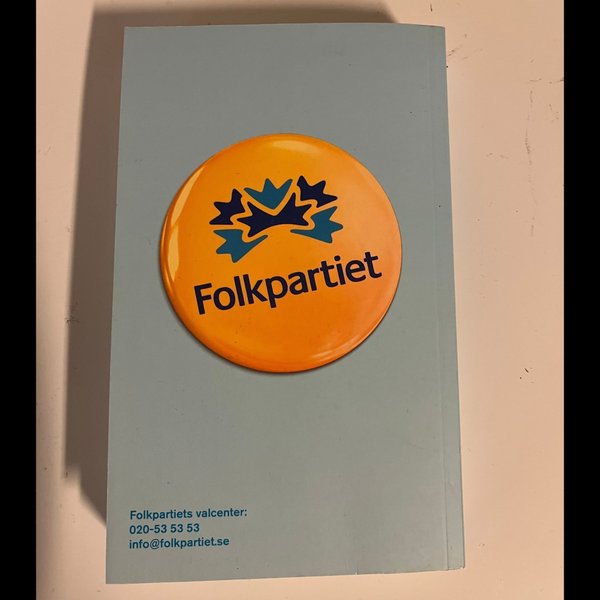 Folkpartiet
Folkpartiets valcenter:
020-53 53 53
info@folkpartiet.se